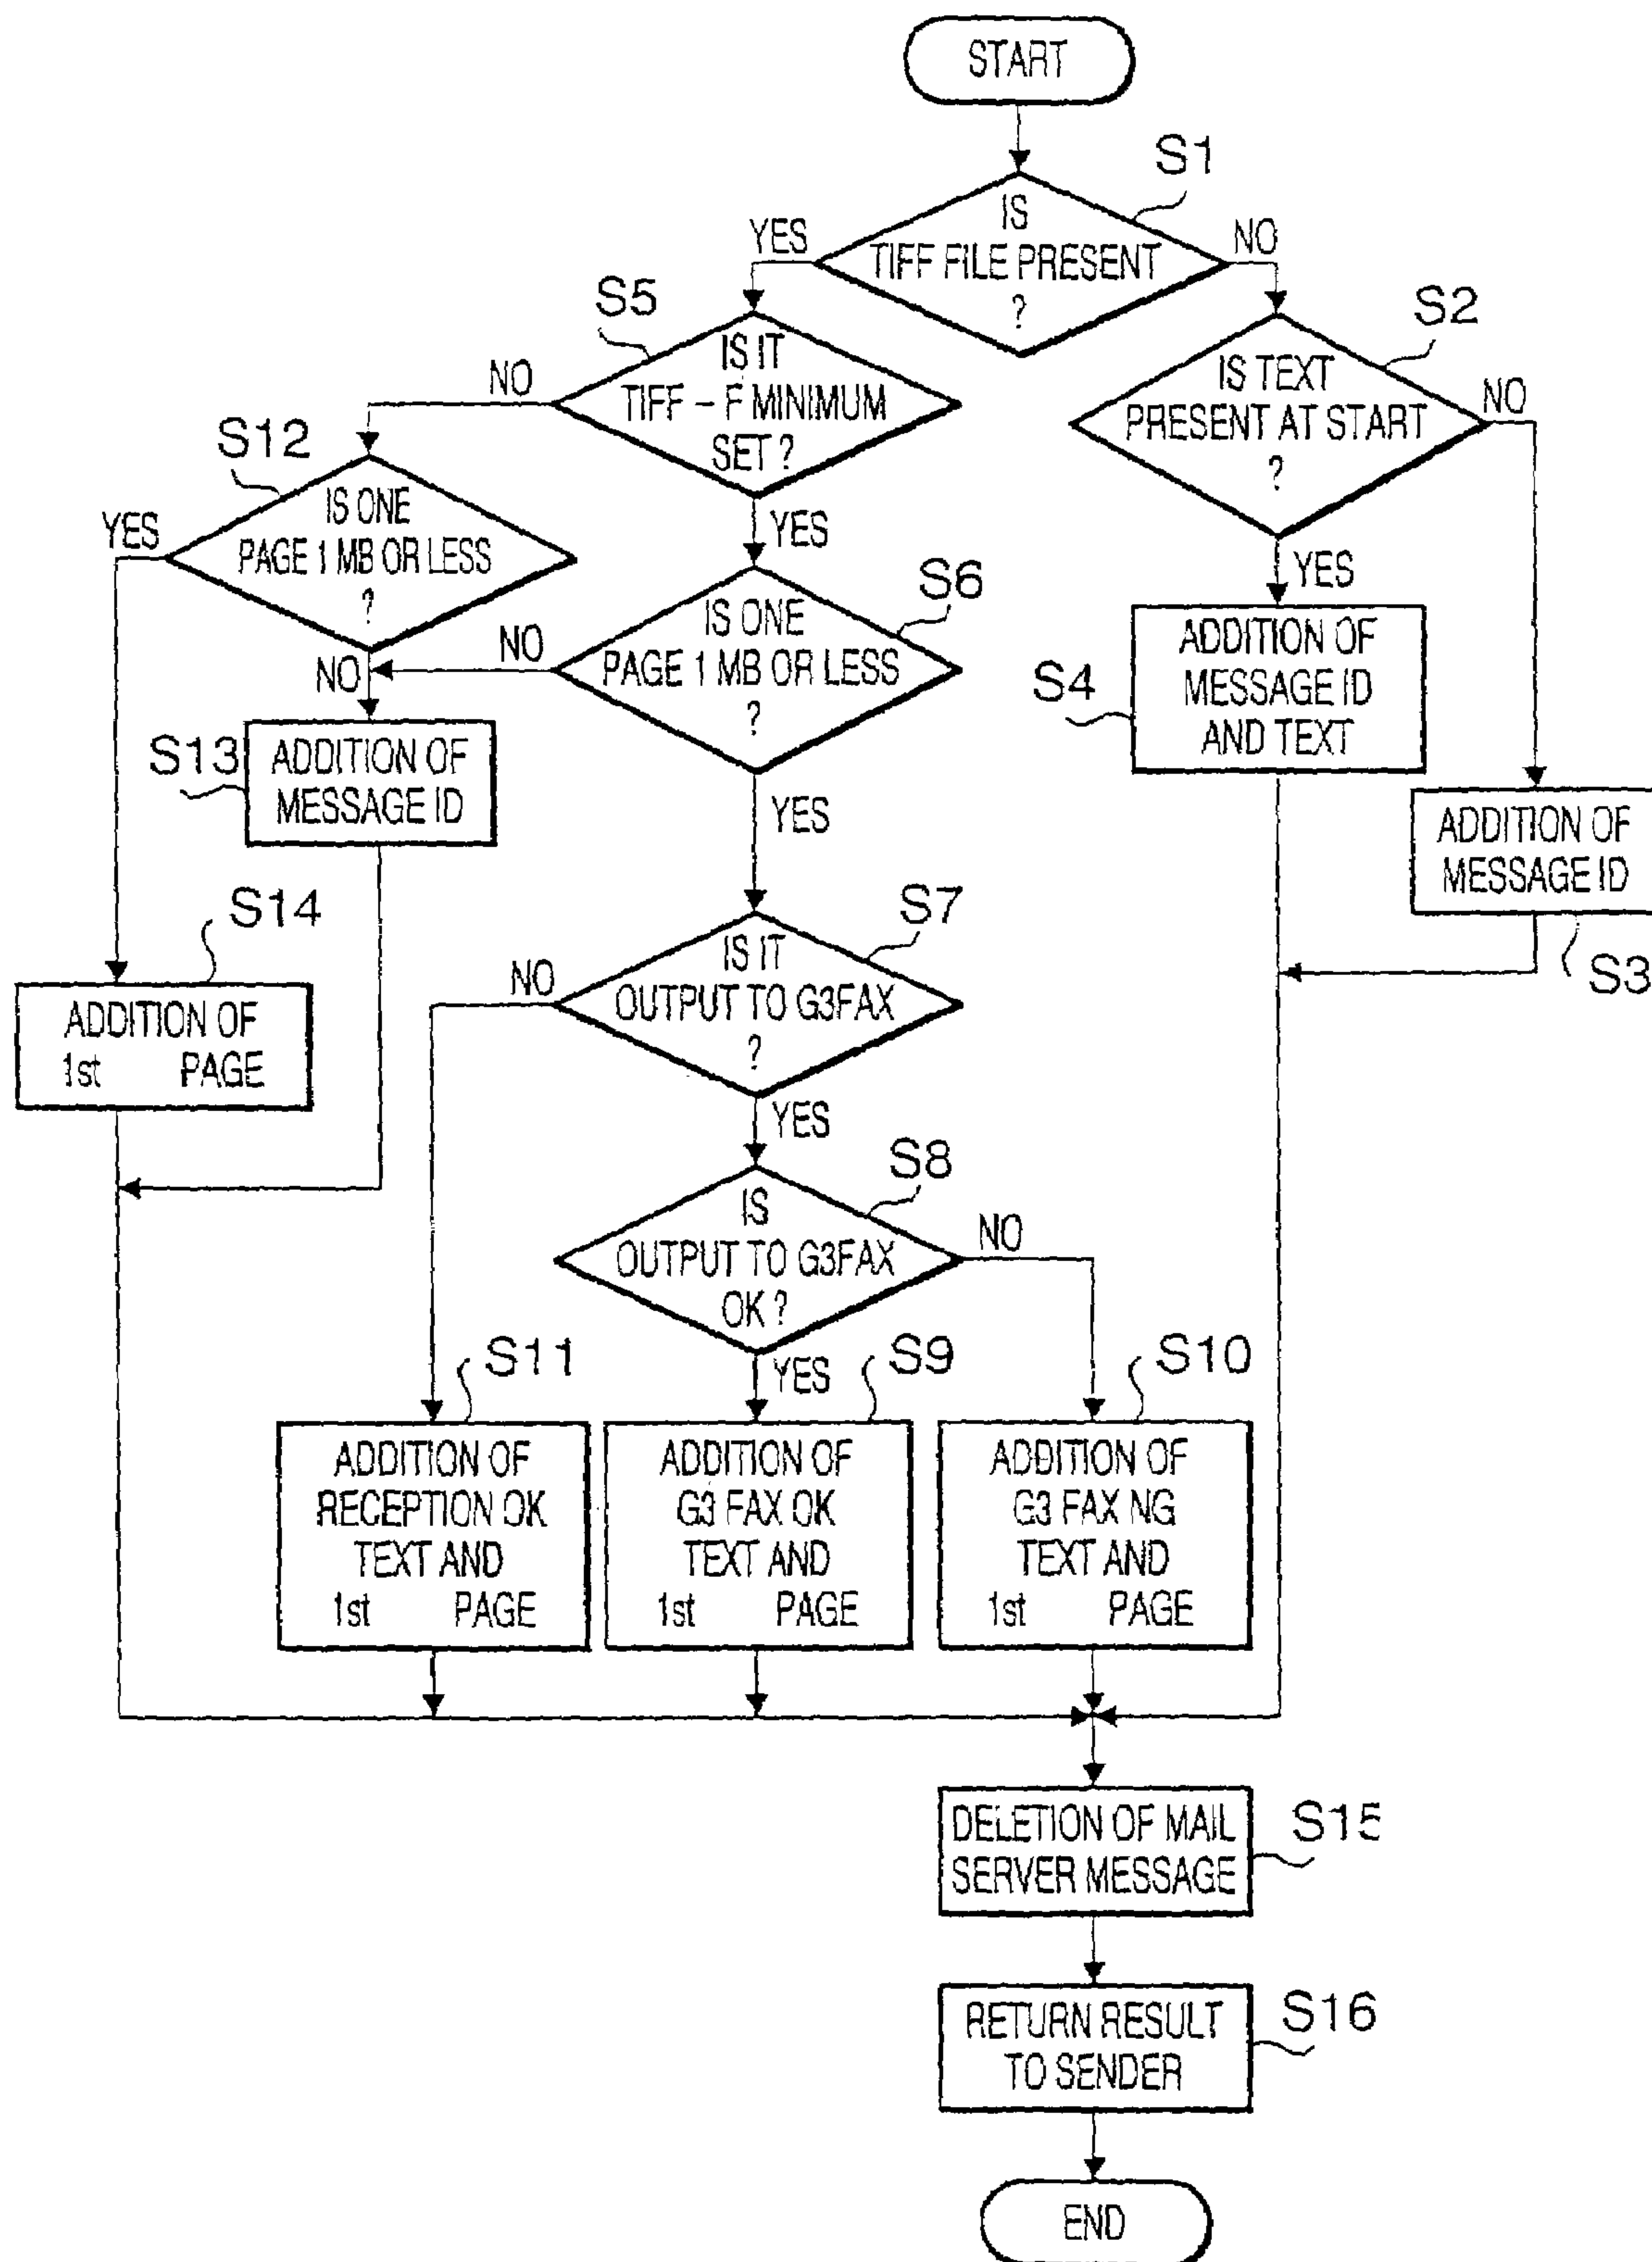 START
S1
IS
TIFF FILE PRESENT
?
YES
NO
S5
IS IT
TIFF – F MINIMUM
SET ?
NO
YES
S2
IS TEXT
PRESENT AT START
?
NO
YES
S12
IS ONE
PAGE 1 MB OR LESS
?
YES
NO
S6
IS ONE
PAGE 1 MB OR LESS
?
NO
YES
S4
ADDITION OF
MESSAGE ID
AND TEXT
S13
ADDITION OF
MESSAGE ID
ADDITION OF
MESSAGE ID
S3
S14
ADDITION OF
1st PAGE
S7
IS IT
OUTPUT TO G3FAX
?
NO
YES
S8
IS
OUTPUT TO G3FAX
OK ?
NO
YES
S11
ADDITION OF
RECEPTION OK
TEXT AND
1st PAGE
S9
ADDITION OF
G3 FAX OK
TEXT AND
1st PAGE
S10
ADDITION OF
G3 FAX NG
TEXT AND
1st PAGE
DELETION OF MAIL
SERVER MESSAGE
S15
RETURN RESULT
TO SENDER
S16
END